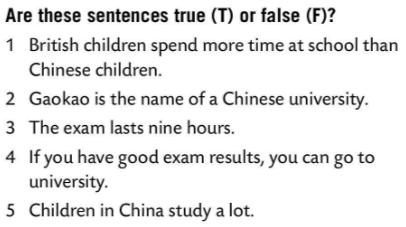 Are these sentences true (T) or false (F)?
1 British children spend more time at school than
Chinese children.
2 Gaokao is the name of a Chinese university.
3 The exam lasts nine hours.
4 If you have good exam results, you can go to
university.
5 Children in China study a lot.